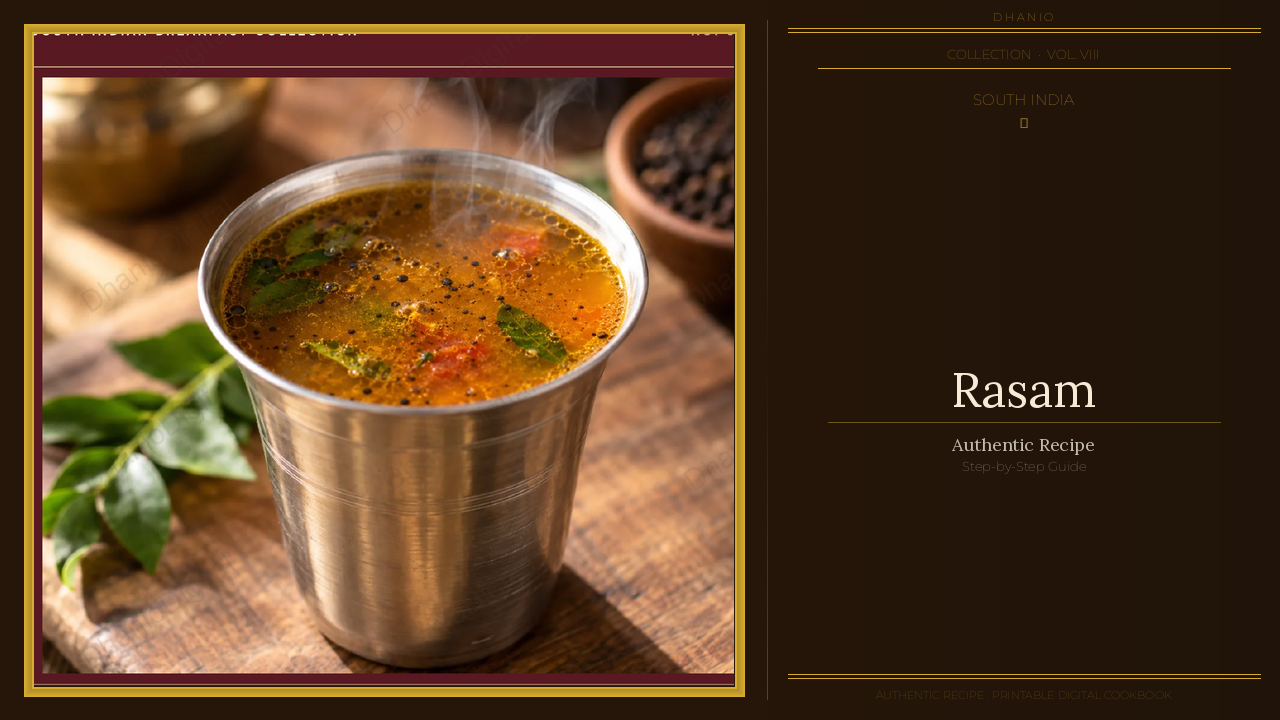 DHANIO
COLLECTION · VOL. VIII
SOUTH INDIA
Rasam
Authentic Recipe
Step-by-Step Guide
AUTHENTIC RECIPE · PRINTABLE DIGITAL COOKBOOK